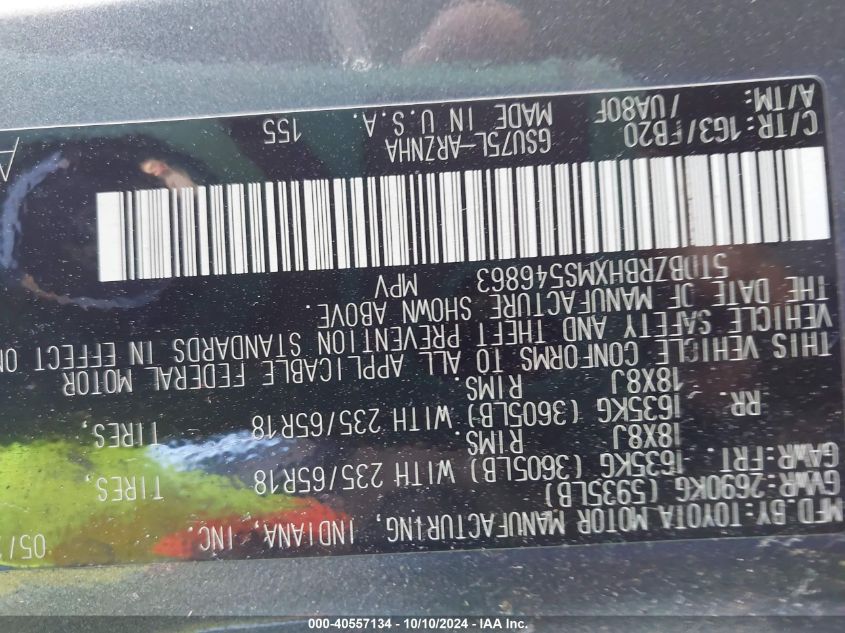 MFD.BY:TOYOTA MOTOR MANUFACTURING, INDIANA, INC. 05/
GVWR:2690KG (5935LB)
GAWR:FRT- 1635KG (3605LB) WITH 235/65R18 TIRES,
18X8J RIMS.
RR. 1635KG (3605LB) WITH 235/65R18 TIRES,
18X8J RIMS.
THIS VEHICLE CONFORMS TO ALL APPLICABLE FEDERAL MOTOR
VEHICLE SAFETY AND THEFT PREVENTION STANDARDS IN EFFECT ON
THE DATE OF MANUFACTURE SHOWN ABOVE.
5TDBZRBHXMS546863 MPV
C/TR:1G3/FB20 GSU75L-ARZNHA 155
A/TM: /UA80F MADE IN U.S.A.
000-40557134 - 10/10/2024 - IAA Inc.